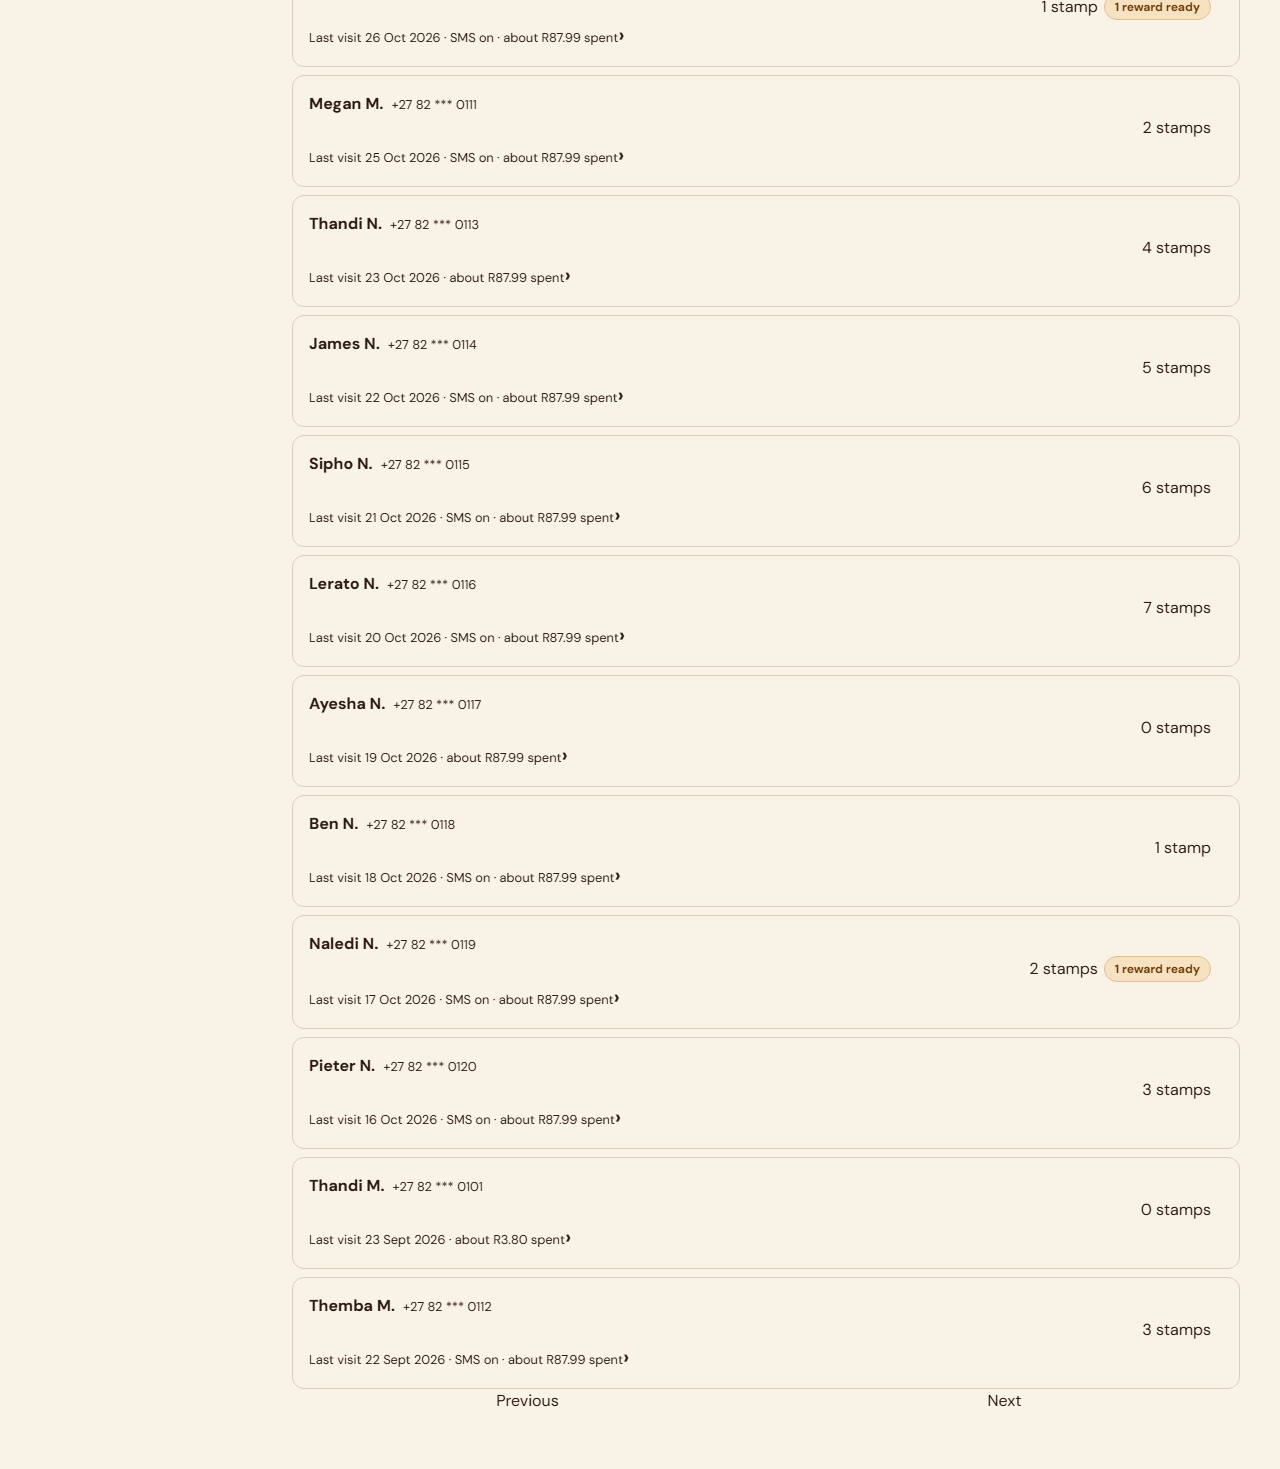 1 stamp 1 reward ready
Last visit 26 Oct 2026 · SMS on · about R87.99 spent›
Megan M. +27 82 *** 0111
2 stamps
Last visit 25 Oct 2026 · SMS on · about R87.99 spent›
Thandi N. +27 82 *** 0113
4 stamps
Last visit 23 Oct 2026 · about R87.99 spent›
James N. +27 82 *** 0114
5 stamps
Last visit 22 Oct 2026 · SMS on · about R87.99 spent›
Sipho N. +27 82 *** 0115
6 stamps
Last visit 21 Oct 2026 · SMS on · about R87.99 spent›
Lerato N. +27 82 *** 0116
7 stamps
Last visit 20 Oct 2026 · SMS on · about R87.99 spent›
Ayesha N. +27 82 *** 0117
0 stamps
Last visit 19 Oct 2026 · about R87.99 spent›
Ben N. +27 82 *** 0118
1 stamp
Last visit 18 Oct 2026 · SMS on · about R87.99 spent›
Naledi N. +27 82 *** 0119
2 stamps 1 reward ready
Last visit 17 Oct 2026 · SMS on · about R87.99 spent›
Pieter N. +27 82 *** 0120
3 stamps
Last visit 16 Oct 2026 · SMS on · about R87.99 spent›
Thandi M. +27 82 *** 0101
0 stamps
Last visit 23 Sept 2026 · about R3.80 spent›
Themba M. +27 82 *** 0112
3 stamps
Last visit 22 Sept 2026 · SMS on · about R87.99 spent›
Previous Next